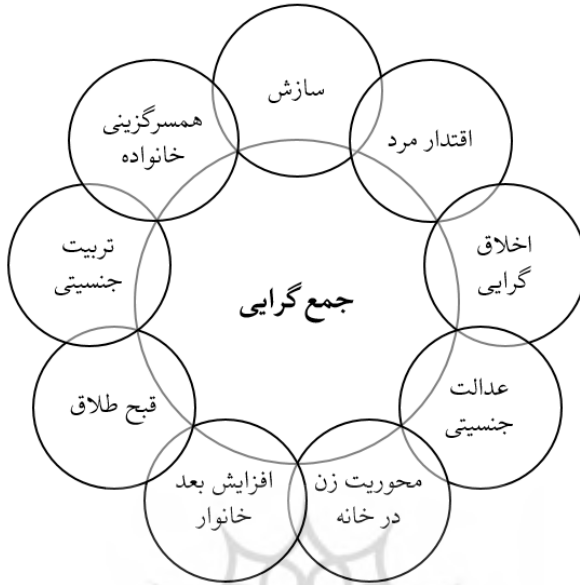 سازش
اقتدار مرد
اخلاق
گرایی
عدالت
جنسیتی
محوریت زن
در خانه
افزایش بعد
خانوار
قبح طلاق
تربیت
جنسیتی
همسرگزینی
خانواده
جمع گرایی